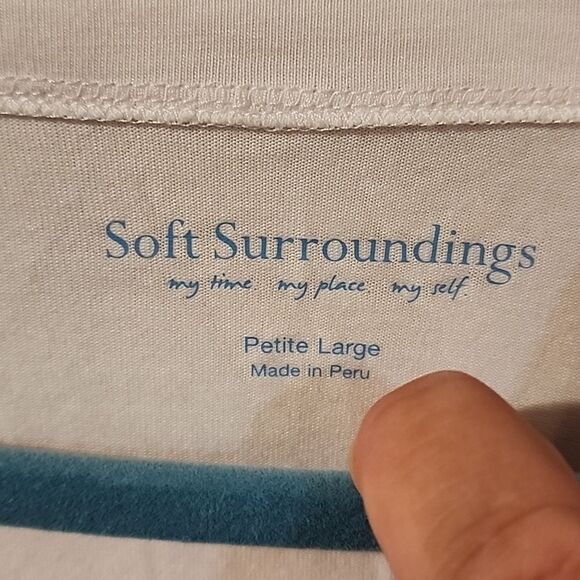 Soft Surroundings
my time. my place. my self.
Petite Large
Made in Peru